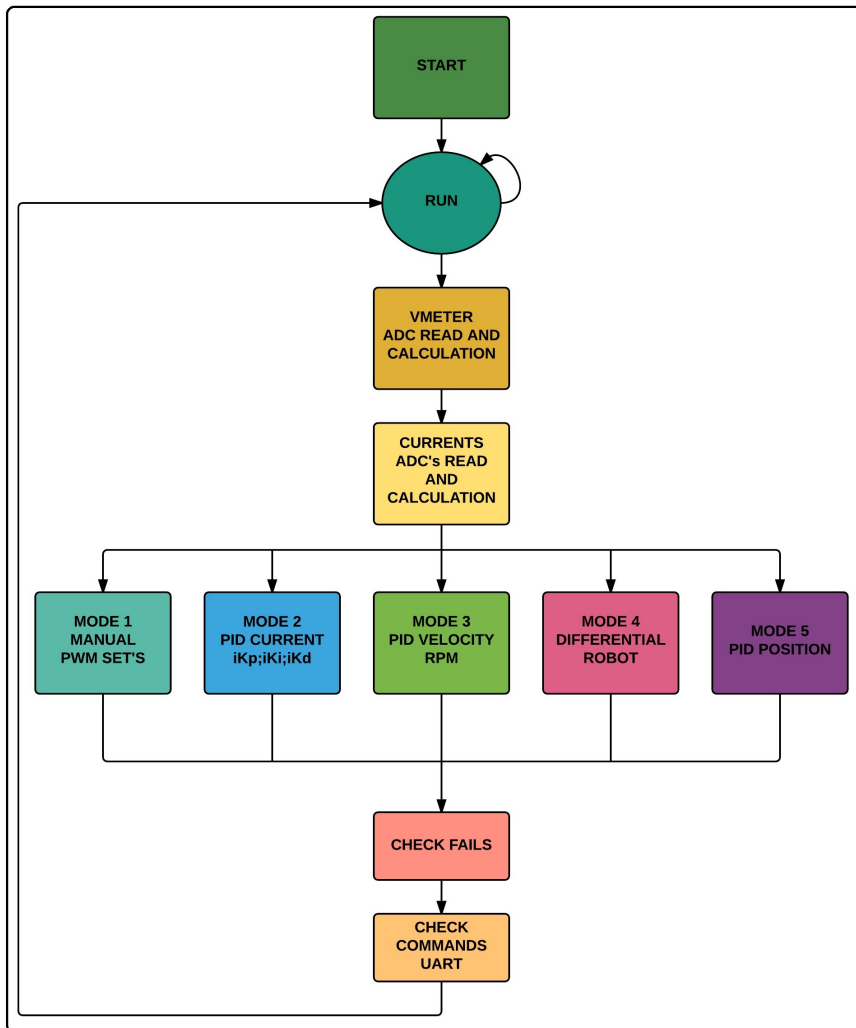 START
RUN
VMETER
ADC READ AND
CALCULATION
CURRENTS
ADC's READ
AND
CALCULATION
MODE 1
MANUAL
PWM SET'S
MODE 2
PID CURRENT
iKp;iKi;iKd
MODE 3
PID VELOCITY
RPM
MODE 4
DIFFERENTIAL
ROBOT
MODE 5
PID POSITION
CHECK FAILS
CHECK
COMMANDS
UART